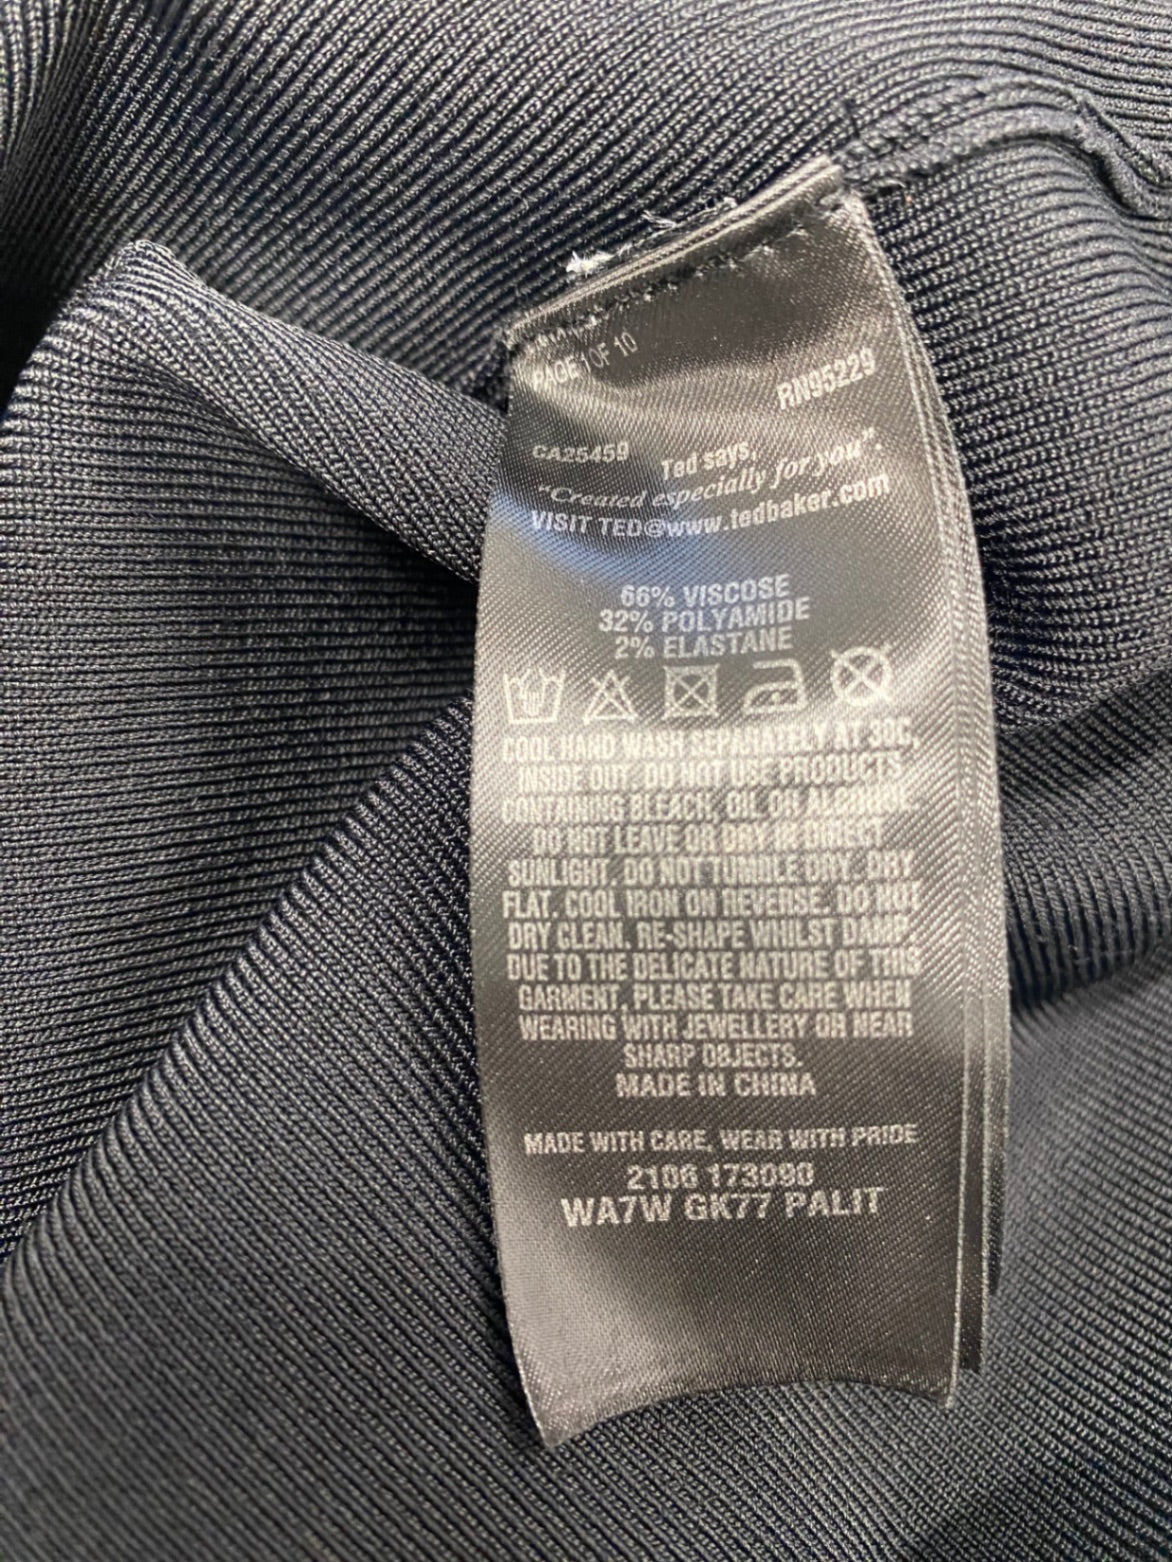 PAGE 1 OF 10
RN95229
CA25459
Ted says,
"Created especially for you".
VISIT TED@www.tedbaker.com
66% VISCOSE
32% POLYAMIDE
2% ELASTANE
COOL HAND WASH SEPARATELY AT 30C,
INSIDE OUT. DO NOT USE PRODUCTS
CONTAINING BLEACH, OIL OR ALCOHOL.
DO NOT LEAVE OR DRY IN DIRECT
SUNLIGHT. DO NOT TUMBLE DRY. DRY
FLAT. COOL IRON ON REVERSE. DO NOT
DRY CLEAN. RE-SHAPE WHILST DAMP.
DUE TO THE DELICATE NATURE OF THIS
GARMENT, PLEASE TAKE CARE WHEN
WEARING WITH JEWELLERY OR NEAR
SHARP OBJECTS.
MADE IN CHINA
MADE WITH CARE, WEAR WITH PRIDE
2106 173090
WA7W GK77 PALIT